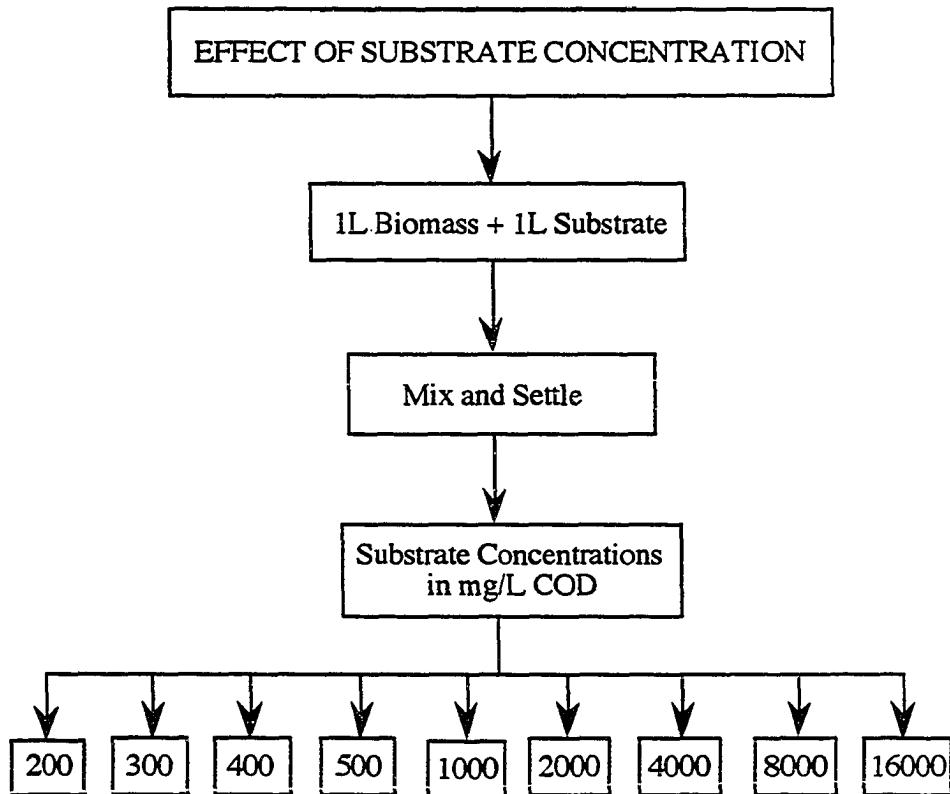 EFFECT OF SUBSTRATE CONCENTRATION
1L Biomass + 1L Substrate
Mix and Settle
Substrate Concentrations
in mg/L COD
200 300 400 500 1000 2000 4000 8000 16000